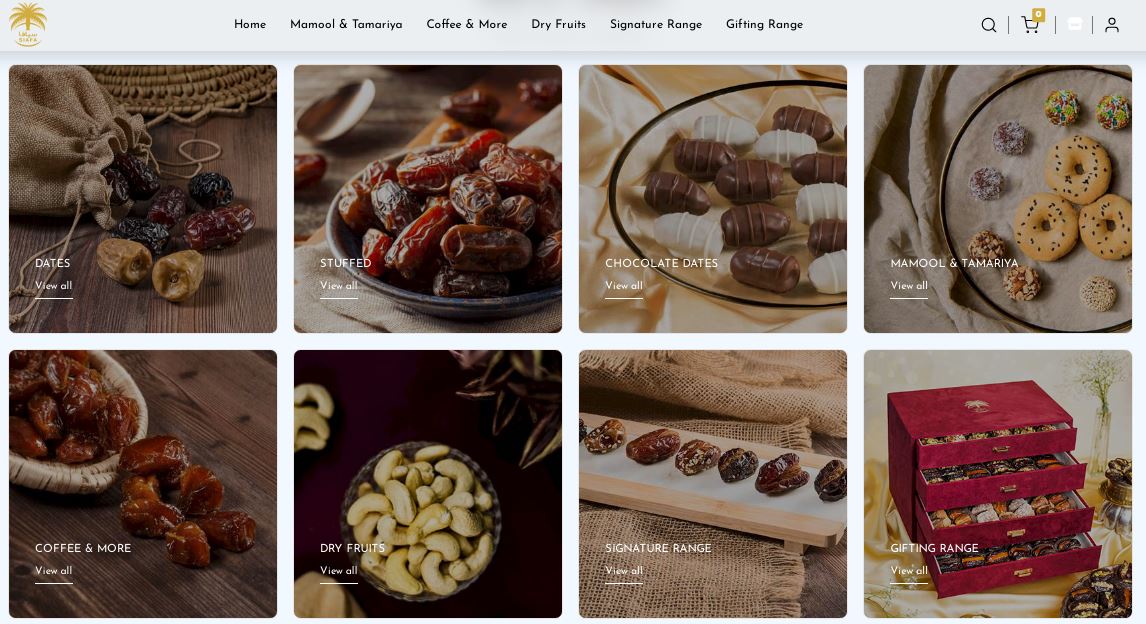 سيافا
SIAFA
Home
Mamool & Tamariya
Coffee & More
Dry Fruits
Signature Range
Gifting Range
0
DATES
View all
STUFFED
View all
CHOCOLATE DATES
View all
MAMOOL & TAMARIYA
View all
COFFEE & MORE
View all
DRY FRUITS
View all
SIGNATURE RANGE
View all
GIFTING RANGE
View all